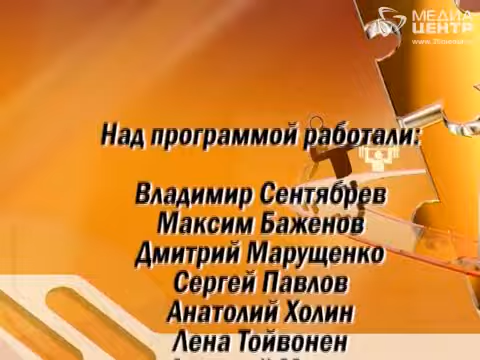 МЕДИА
ЦЕНТР
Над программой работали:
Владимир Сентябрев
Максим Баженов
Дмитрий Марущенко
Сергей Павлов
Анатолий Холин
Лена Тойвонен